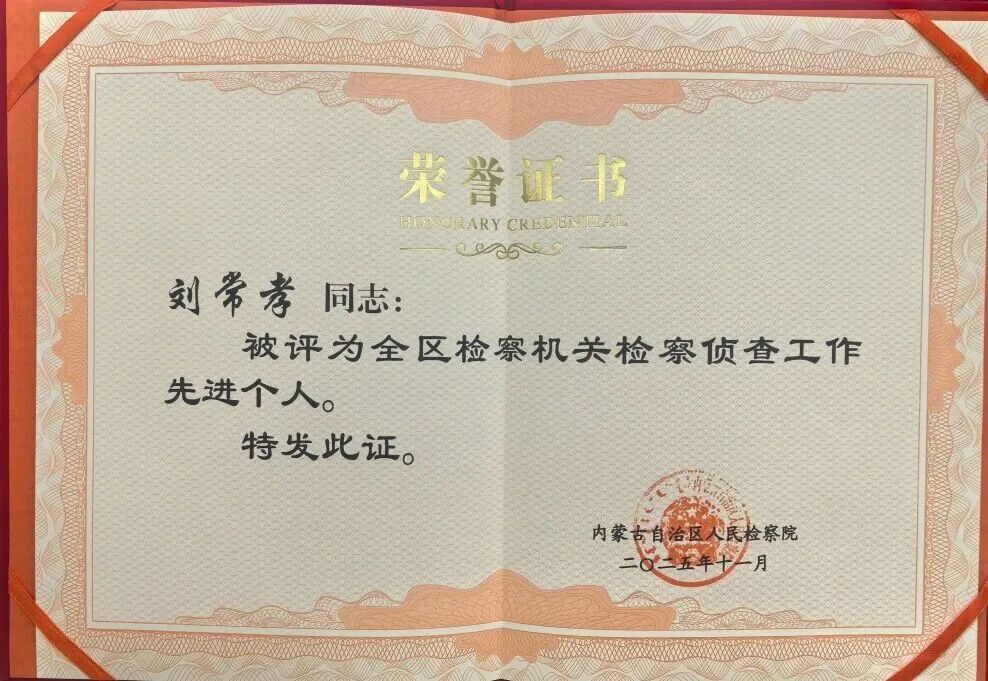 荣誉证书
HONORARY CREDENTIAL
刘常孝 同志：
被评为全区检察机关检察侦查工作
先进个人。
特发此证。
内蒙古自治区人民检察院
二〇二五年十一月